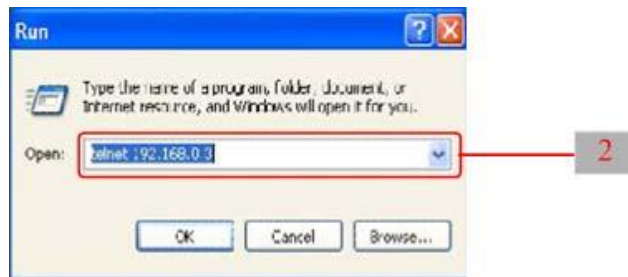 Run
Type the name of a program, folder, document, or
Internet resource, and Windows will open it for you.
Open:
telnet 192.168.0.3
2
OK
Cancel
Browse...